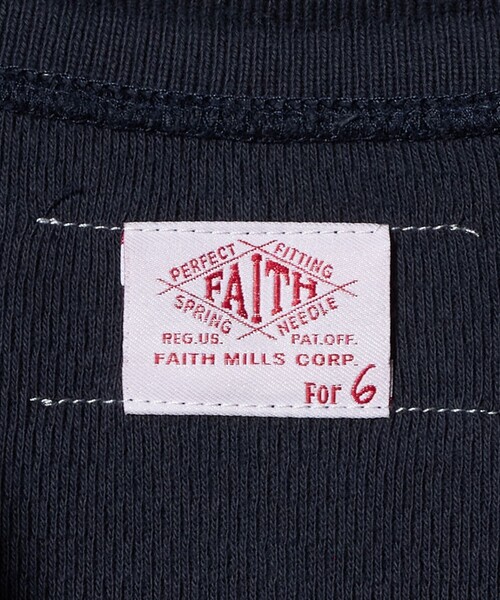 PERFECT FITTING
FAITH
SPRING NEEDLE
REG.US. PAT.OFF.
FAITH MILLS CORP.
For 6